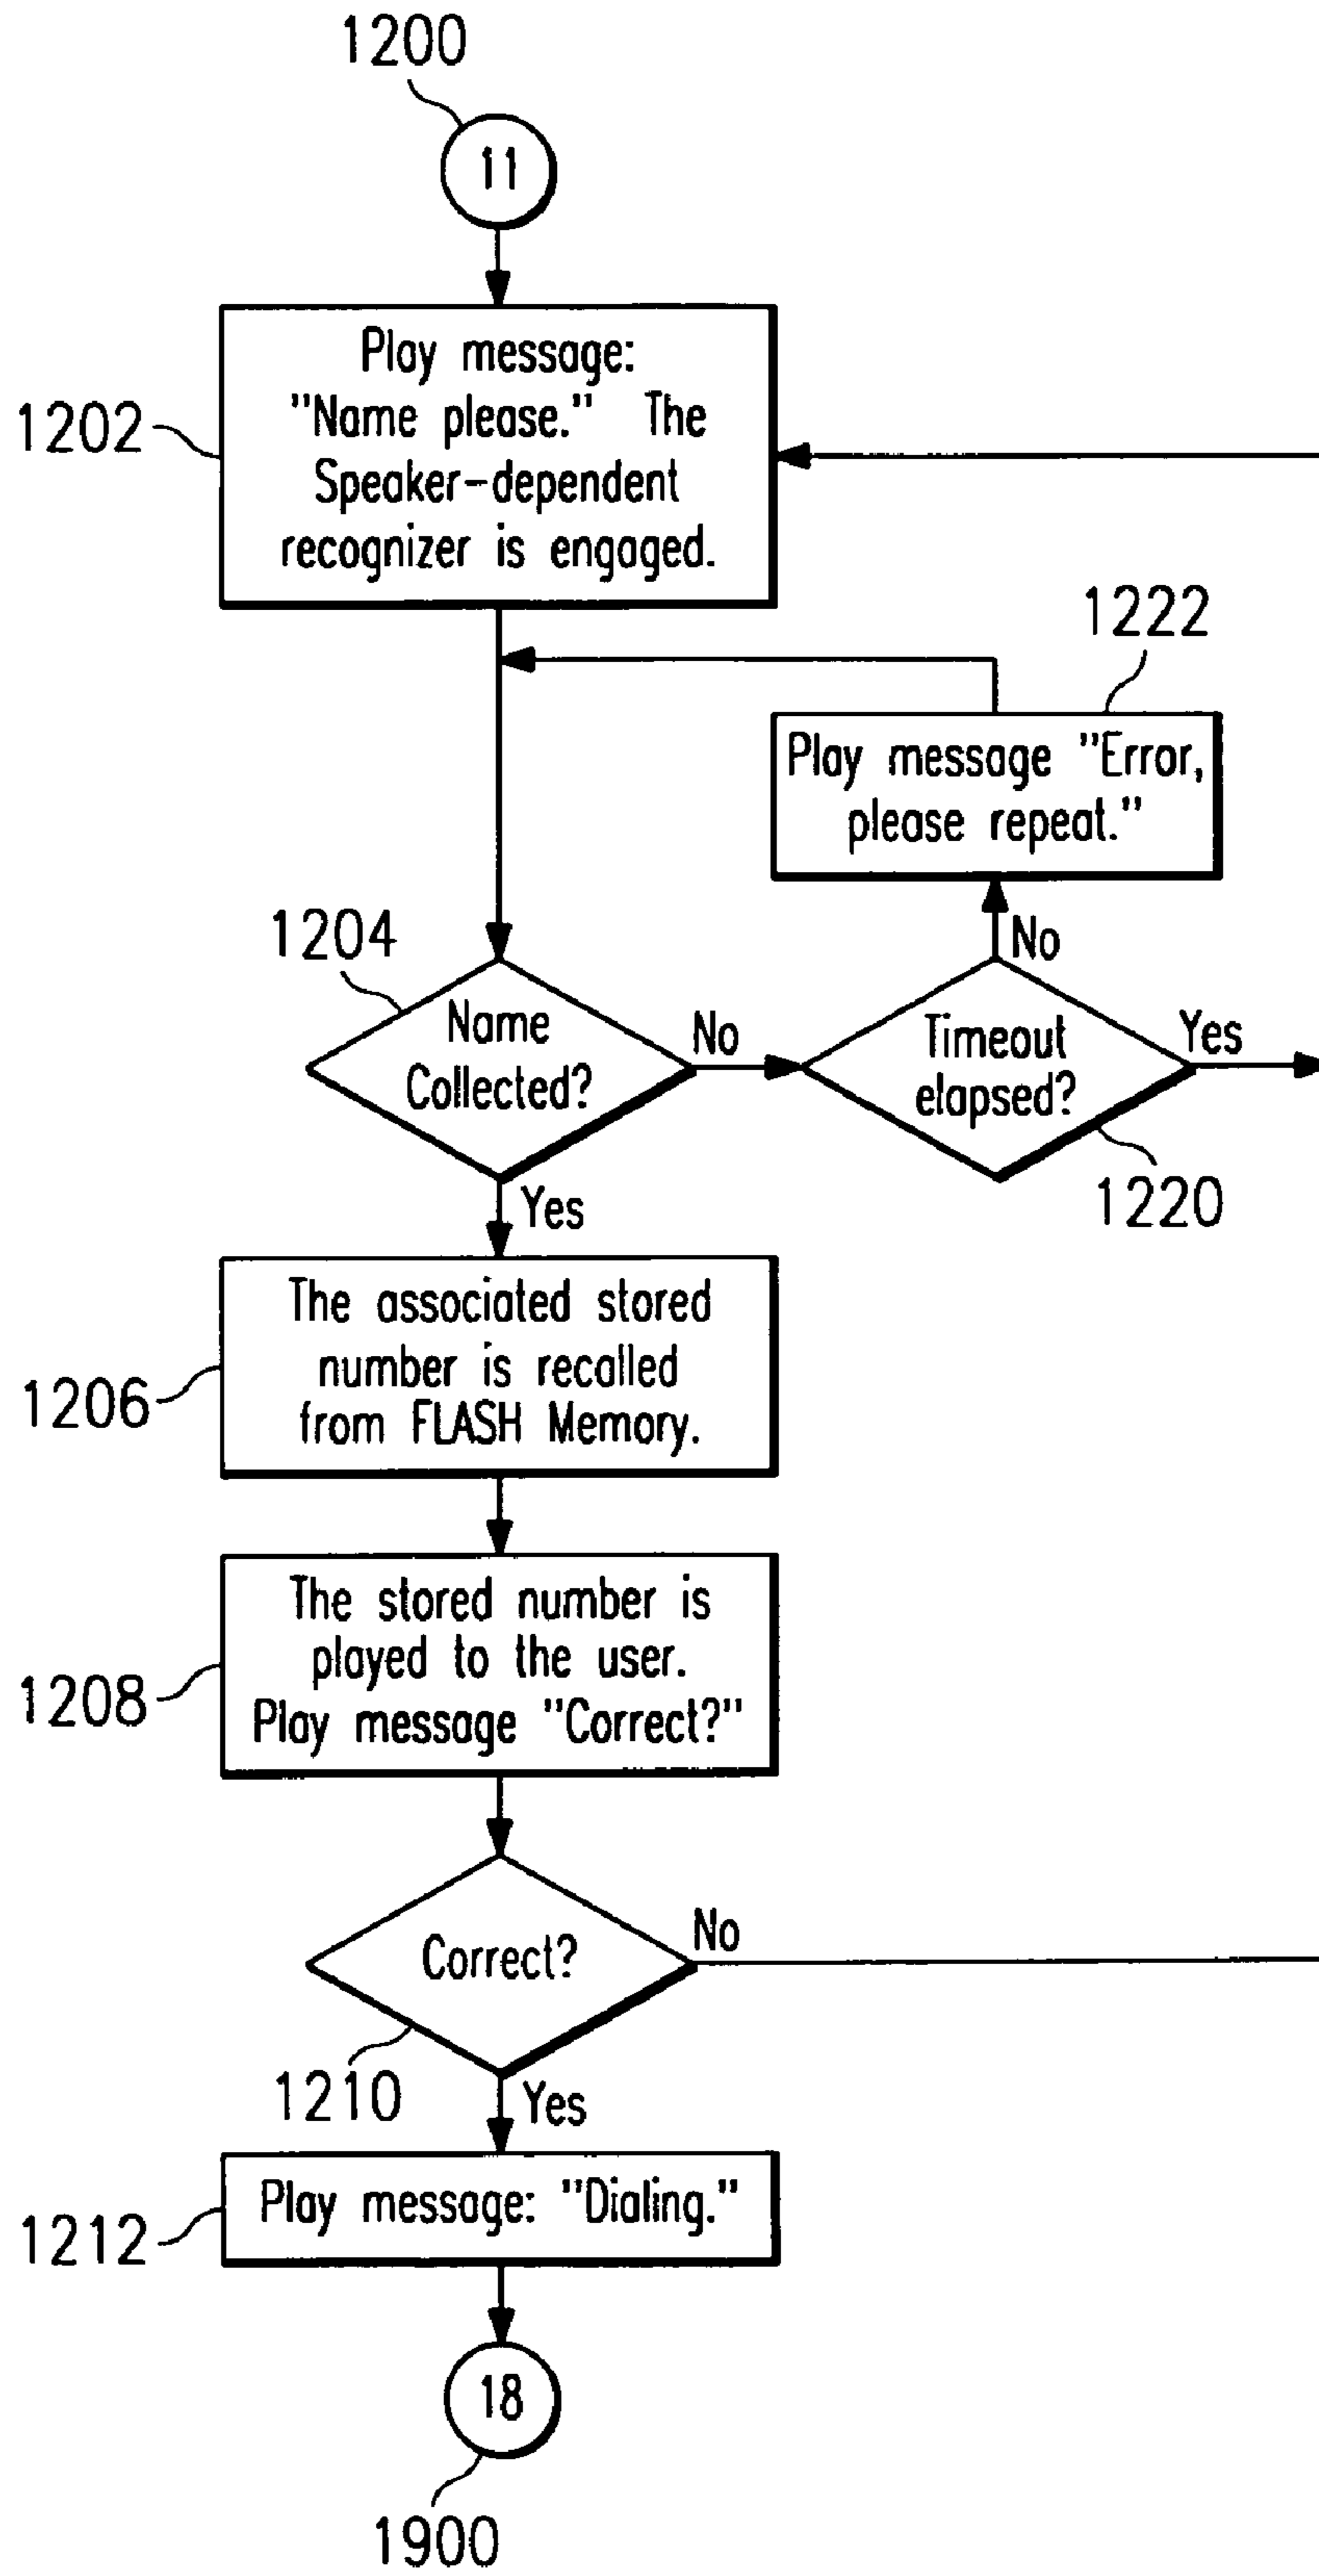 1200
11
1202
Play message:
"Name please." The
Speaker-dependent
recognizer is engaged.
1222
Play message "Error,
please repeat."
No
1204
Name
Collected?
No
Timeout
elapsed?
Yes
1220
Yes
1206
The associated stored
number is recalled
from FLASH Memory.
1208
The stored number is
played to the user.
Play message "Correct?"
Correct?
No
1210
Yes
1212
Play message: "Dialing."
18
1900